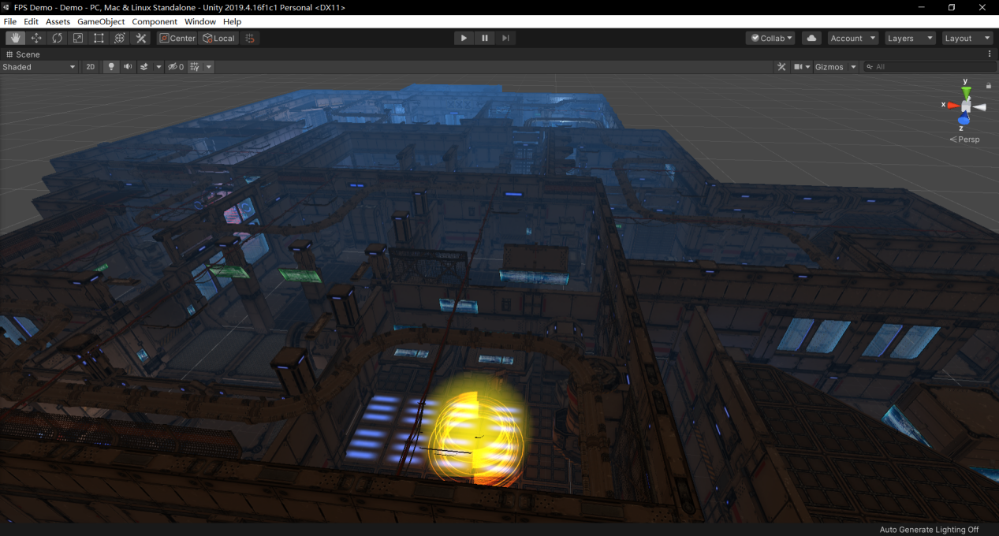 FPS Demo - Demo - PC, Mac & Linux Standalone - Unity 2019.4.16f1c1 Personal <DX11>
File Edit Assets GameObject Component Window Help
Center Local Collab Account Layers Layout
Scene
Shaded 2D 0 Gizmos All
y
x
z
Persp
Auto Generate Lighting Off